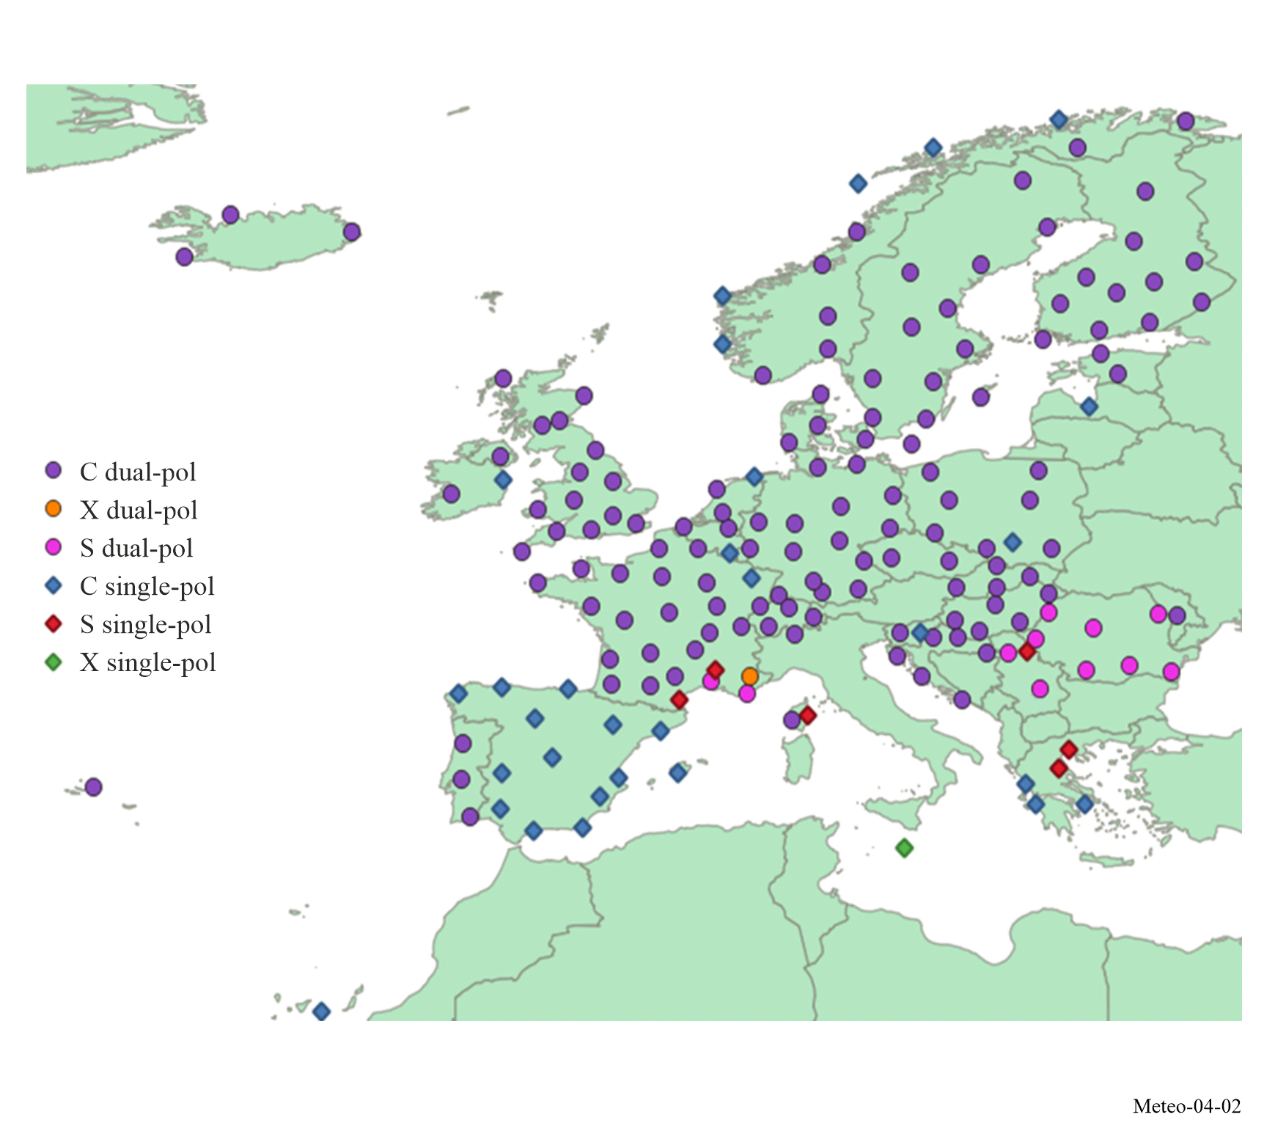 C dual-pol
X dual-pol
S dual-pol
C single-pol
S single-pol
X single-pol
Meteo-04-02